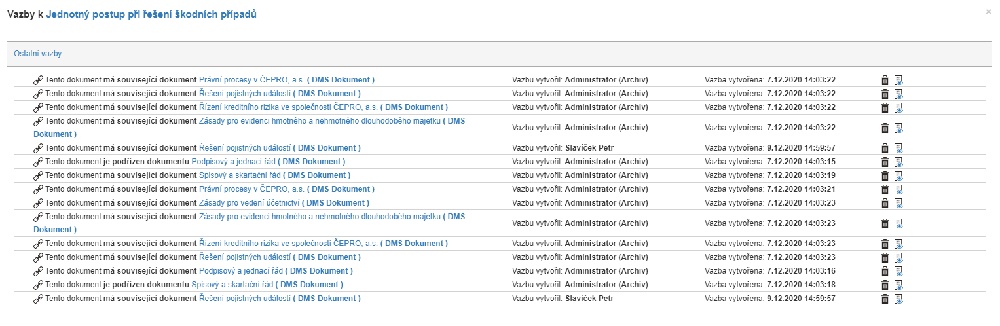 Vazby k Jednotný postup při řešení škodních případů ×
Ostatní vazby
Tento dokument má související dokument Právní procesy v ČEPRO, a.s. ( DMS Dokument ) Vazbu vytvořil: Administrator (Archiv) Vazba vytvořena: 7.12.2020 14:03:22
Tento dokument má související dokument Řešení pojistných událostí ( DMS Dokument ) Vazbu vytvořil: Administrator (Archiv) Vazba vytvořena: 7.12.2020 14:03:22
Tento dokument má související dokument Řízení kreditního rizika ve společnosti ČEPRO, a.s. ( DMS Dokument ) Vazbu vytvořil: Administrator (Archiv) Vazba vytvořena: 7.12.2020 14:03:22
Tento dokument má související dokument Zásady pro evidenci hmotného a nehmotného dlouhodobého majetku ( DMS
Dokument ) Vazbu vytvořil: Administrator (Archiv) Vazba vytvořena: 7.12.2020 14:03:22
Tento dokument má související dokument Řešení pojistných událostí ( DMS Dokument ) Vazbu vytvořil: Slavíček Petr Vazba vytvořena: 9.12.2020 14:59:57
Tento dokument je podřízen dokumentu Podpisový a jednací řád ( DMS Dokument ) Vazbu vytvořil: Administrator (Archiv) Vazba vytvořena: 7.12.2020 14:03:15
Tento dokument má související dokument Spisový a skartační řád ( DMS Dokument ) Vazbu vytvořil: Administrator (Archiv) Vazba vytvořena: 7.12.2020 14:03:19
Tento dokument má související dokument Právní procesy v ČEPRO, a.s. ( DMS Dokument ) Vazbu vytvořil: Administrator (Archiv) Vazba vytvořena: 7.12.2020 14:03:21
Tento dokument má související dokument Zásady pro vedení účetnictví ( DMS Dokument ) Vazbu vytvořil: Administrator (Archiv) Vazba vytvořena: 7.12.2020 14:03:23
Tento dokument má související dokument Zásady pro evidenci hmotného a nehmotného dlouhodobého majetku ( DMS
Dokument ) Vazbu vytvořil: Administrator (Archiv) Vazba vytvořena: 7.12.2020 14:03:23
Tento dokument má související dokument Řízení kreditního rizika ve společnosti ČEPRO, a.s. ( DMS Dokument ) Vazbu vytvořil: Administrator (Archiv) Vazba vytvořena: 7.12.2020 14:03:23
Tento dokument má související dokument Řešení pojistných událostí ( DMS Dokument ) Vazbu vytvořil: Administrator (Archiv) Vazba vytvořena: 7.12.2020 14:03:23
Tento dokument má související dokument Podpisový a jednací řád ( DMS Dokument ) Vazbu vytvořil: Administrator (Archiv) Vazba vytvořena: 7.12.2020 14:03:16
Tento dokument je podřízen dokumentu Spisový a skartační řád ( DMS Dokument ) Vazbu vytvořil: Administrator (Archiv) Vazba vytvořena: 7.12.2020 14:03:18
Tento dokument má související dokument Řešení pojistných událostí ( DMS Dokument ) Vazbu vytvořil: Slavíček Petr Vazba vytvořena: 9.12.2020 14:59:57